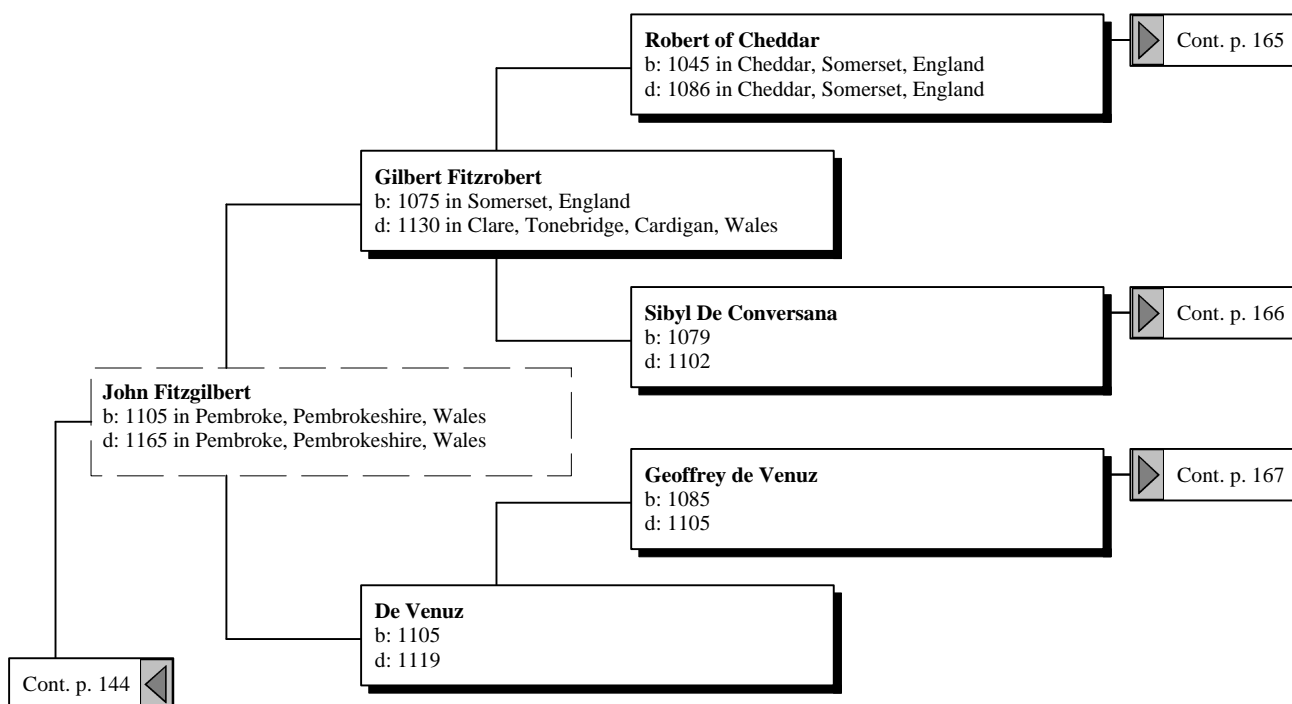 Robert of Cheddar
b: 1045 in Cheddar, Somerset, England
d: 1086 in Cheddar, Somerset, England
Cont. p. 165
Gilbert Fitzrobert
b: 1075 in Somerset, England
d: 1130 in Clare, Tonebridge, Cardigan, Wales
Sibyl De Conversana
b: 1079
d: 1102
Cont. p. 166
John Fitzgilbert
b: 1105 in Pembroke, Pembrokeshire, Wales
d: 1165 in Pembroke, Pembrokeshire, Wales
Geoffrey de Venuz
b: 1085
d: 1105
Cont. p. 167
De Venuz
b: 1105
d: 1119
Cont. p. 144